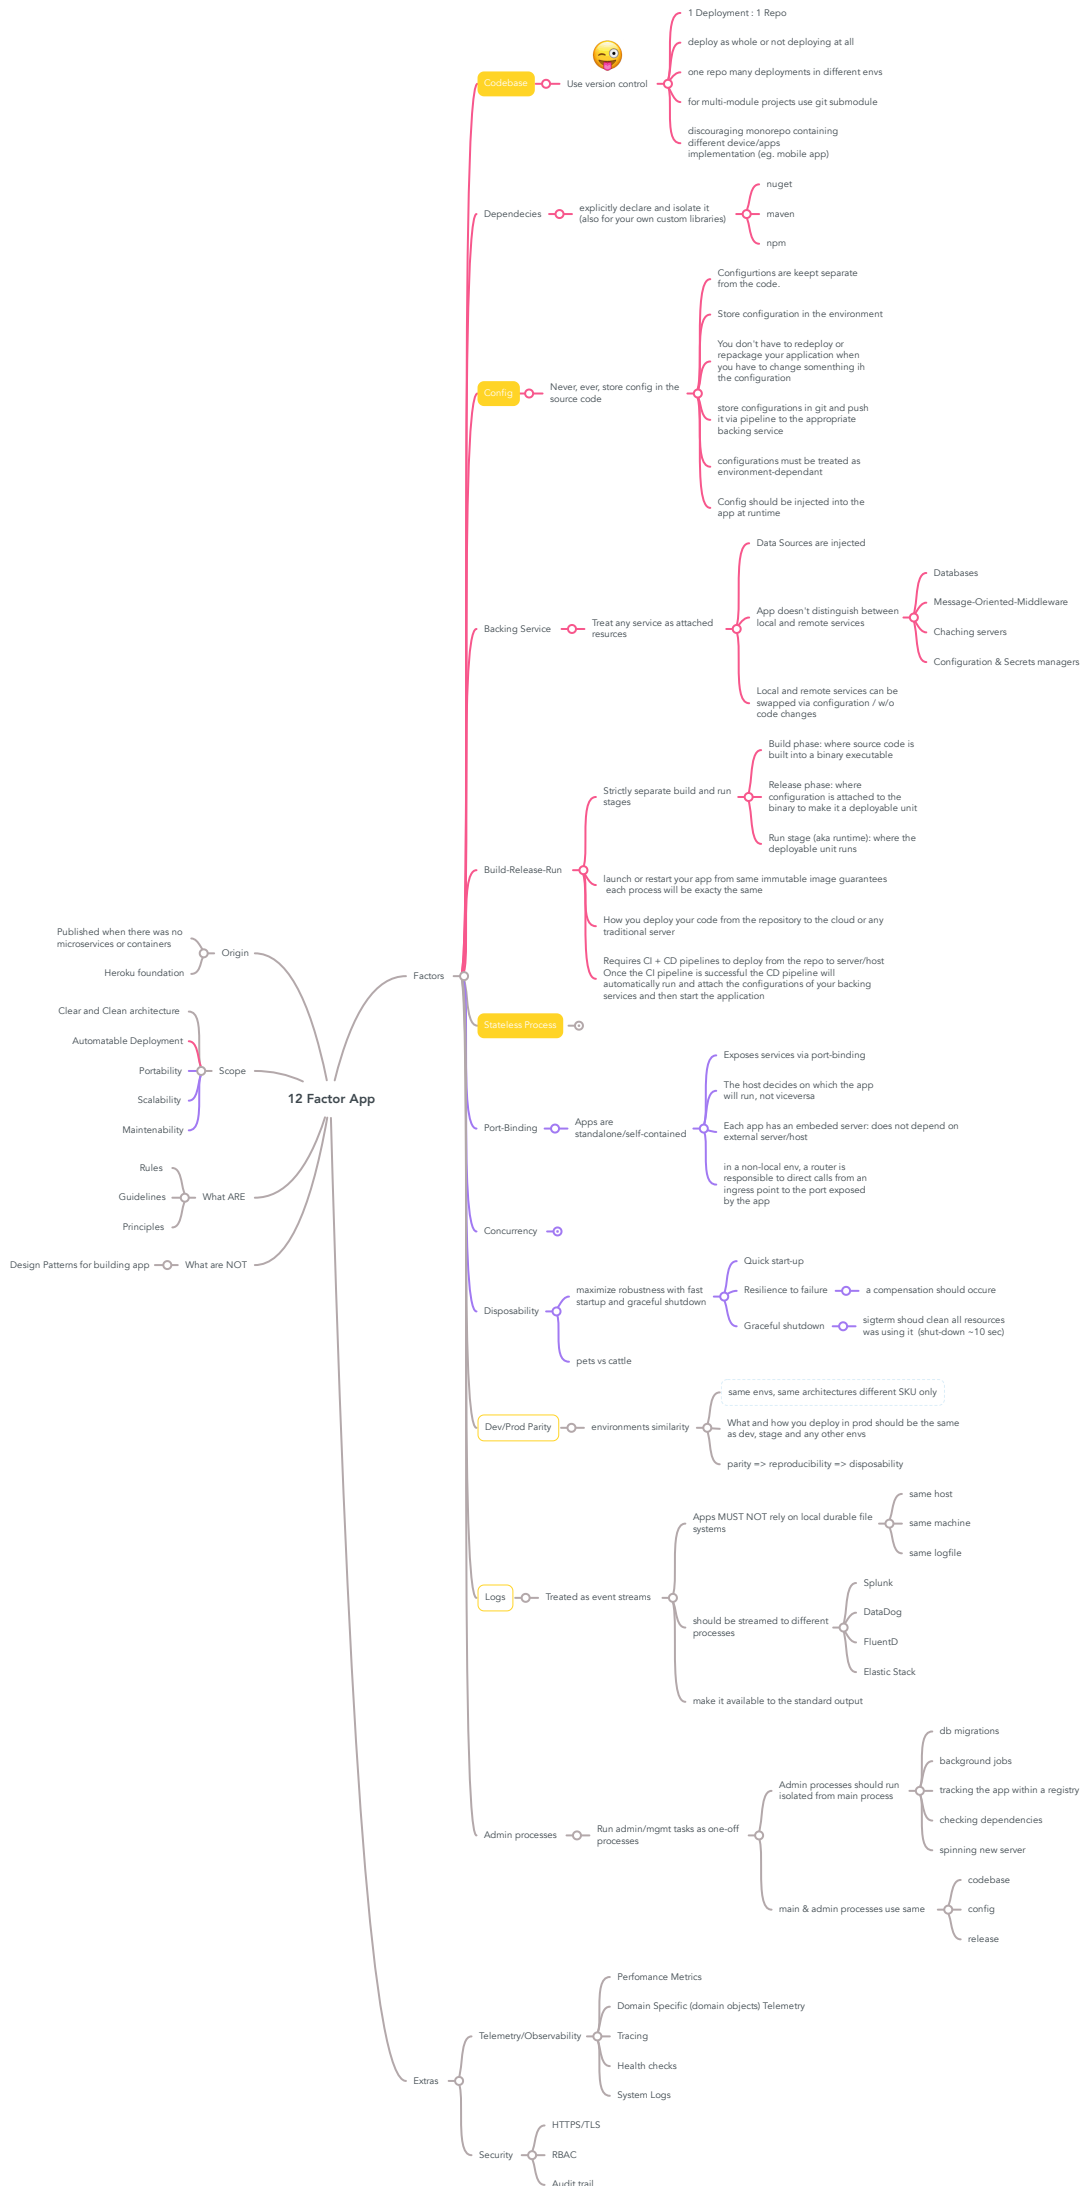 12 Factor App
Origin
Published when there was no
microservices or containers
Heroku foundation
Scope
Clear and Clean architecture
Automatable Deployment
Portability
Scalability
Maintenability
What ARE
Rules
Guidelines
Principles
What are NOT
Design Patterns for building app
Factors
Codebase
Use version control
1 Deployment : 1 Repo
deploy as whole or not deploying at all
one repo many deployments in different envs
for multi-module projects use git submodule
discouraging monorepo containing
different device/apps
implementation (eg. mobile app)
Dependecies
explicitly declare and isolate it
(also for your own custom libraries)
nuget
maven
npm
Config
Never, ever, store config in the
source code
Configurtions are keept separate
from the code.
Store configuration in the environment
You don't have to redeploy or
repackage your application when
you have to change somenthing ih
the configuration
store configurations in git and push
it via pipeline to the appropriate
backing service
configurations must be treated as
environment-dependant
Config should be injected into the
app at runtime
Backing Service
Treat any service as attached
resurces
Data Sources are injected
App doesn't distinguish between
local and remote services
Databases
Message-Oriented-Middleware
Chaching servers
Configuration & Secrets managers
Local and remote services can be
swapped via configuration / w/o
code changes
Build-Release-Run
Strictly separate build and run
stages
Build phase: where source code is
built into a binary executable
Release phase: where
configuration is attached to the
binary to make it a deployable unit
Run stage (aka runtime): where the
deployable unit runs
launch or restart your app from same immutable image guarantees
each process will be exacty the same
How you deploy your code from the repository to the cloud or any
traditional server
Requires CI + CD pipelines to deploy from the repo to server/host
Once the CI pipeline is successful the CD pipeline will
automatically run and attach the configurations of your backing
services and then start the application
Stateless Process
Port-Binding
Apps are
standalone/self-contained
Exposes services via port-binding
The host decides on which the app
will run, not viceversa
Each app has an embeded server: does not depend on
external server/host
in a non-local env, a router is
responsible to direct calls from an
ingress point to the port exposed
by the app
Concurrency
Disposability
maximize robustness with fast
startup and graceful shutdown
Quick start-up
Resilience to failure
a compensation should occure
Graceful shutdown
sigterm shoud clean all resources
was using it (shut-down ~10 sec)
pets vs cattle
Dev/Prod Parity
environments similarity
same envs, same architectures different SKU only
What and how you deploy in prod should be the same
as dev, stage and any other envs
parity => reproducibility => disposability
Logs
Treated as event streams
Apps MUST NOT rely on local durable file
systems
same host
same machine
same logfile
should be streamed to different
processes
Splunk
DataDog
FluentD
Elastic Stack
make it available to the standard output
Admin processes
Run admin/mgmt tasks as one-off
processes
Admin processes should run
isolated from main process
db migrations
background jobs
tracking the app within a registry
checking dependencies
spinning new server
main & admin processes use same
codebase
config
release
Extras
Telemetry/Observability
Perfomance Metrics
Domain Specific (domain objects) Telemetry
Tracing
Health checks
System Logs
Security
HTTPS/TLS
RBAC
Audit trail